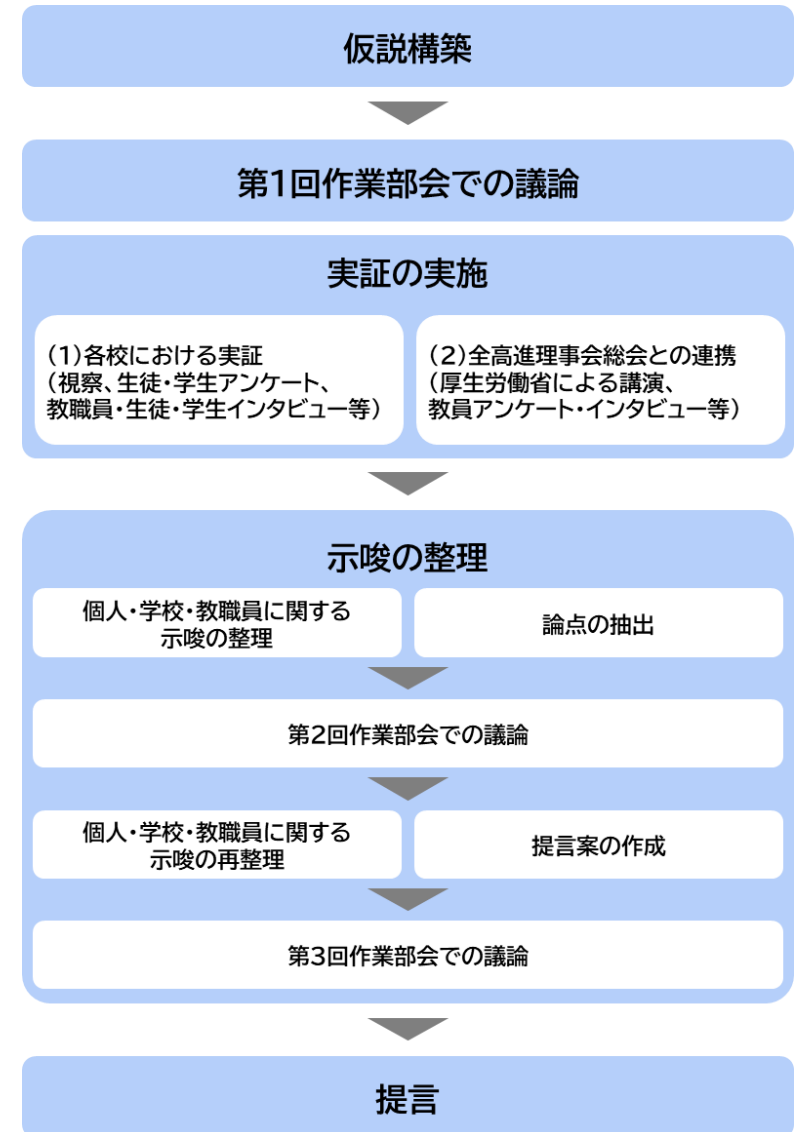 仮説構築
第1回作業部会での議論
実証の実施
(1)各校における実証
(視察、生徒・学生アンケート、
教職員・生徒・学生インタビュー等)
(2)全高進理事会総会との連携
(厚生労働省による講演、
教員アンケート・インタビュー等)
示唆の整理
個人・学校・教職員に関する
示唆の整理
論点の抽出
第2回作業部会での議論
個人・学校・教職員に関する
示唆の再整理
提言案の作成
第3回作業部会での議論
提言